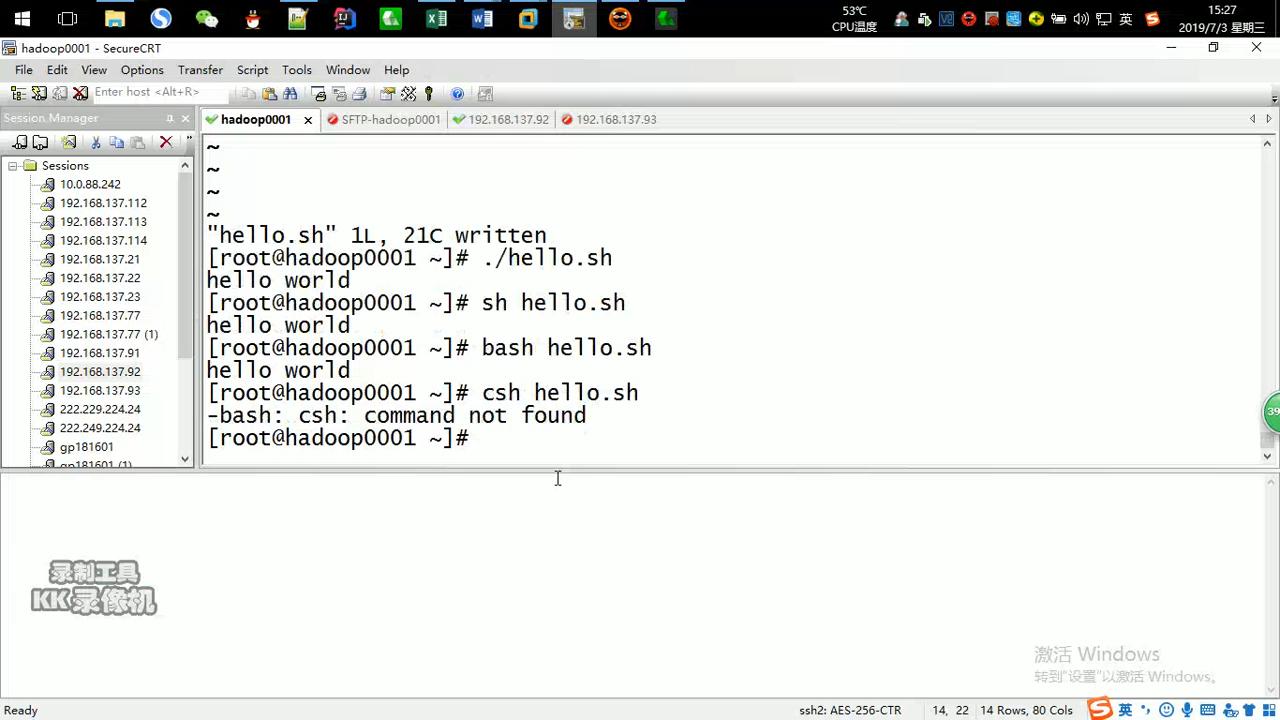 53℃
CPU温度
英
15:27
2019/7/3 星期三
hadoop0001 - SecureCRT
File Edit View Options Transfer Script Tools Window Help
Enter host <Alt+R>
Session Manager
hadoop0001
SFTP-hadoop0001
192.168.137.92
192.168.137.93
Sessions
10.0.88.242
192.168.137.112
192.168.137.113
192.168.137.114
192.168.137.21
192.168.137.22
192.168.137.23
192.168.137.77
192.168.137.77 (1)
192.168.137.91
192.168.137.92
192.168.137.93
222.229.224.24
222.249.224.24
gp181601
gp181601 (1)
~
~
~
~
"hello.sh" 1L, 21C written
[root@hadoop0001 ~]# ./hello.sh
hello world
[root@hadoop0001 ~]# sh hello.sh
hello world
[root@hadoop0001 ~]# bash hello.sh
hello world
[root@hadoop0001 ~]# csh hello.sh
-bash: csh: command not found
[root@hadoop0001 ~]#
39
录制工具
KK录像机
激活 Windows
转到"设置"以激活 Windows。
Ready
ssh2: AES-256-CTR
14, 22
14 Rows, 80 Cols
英